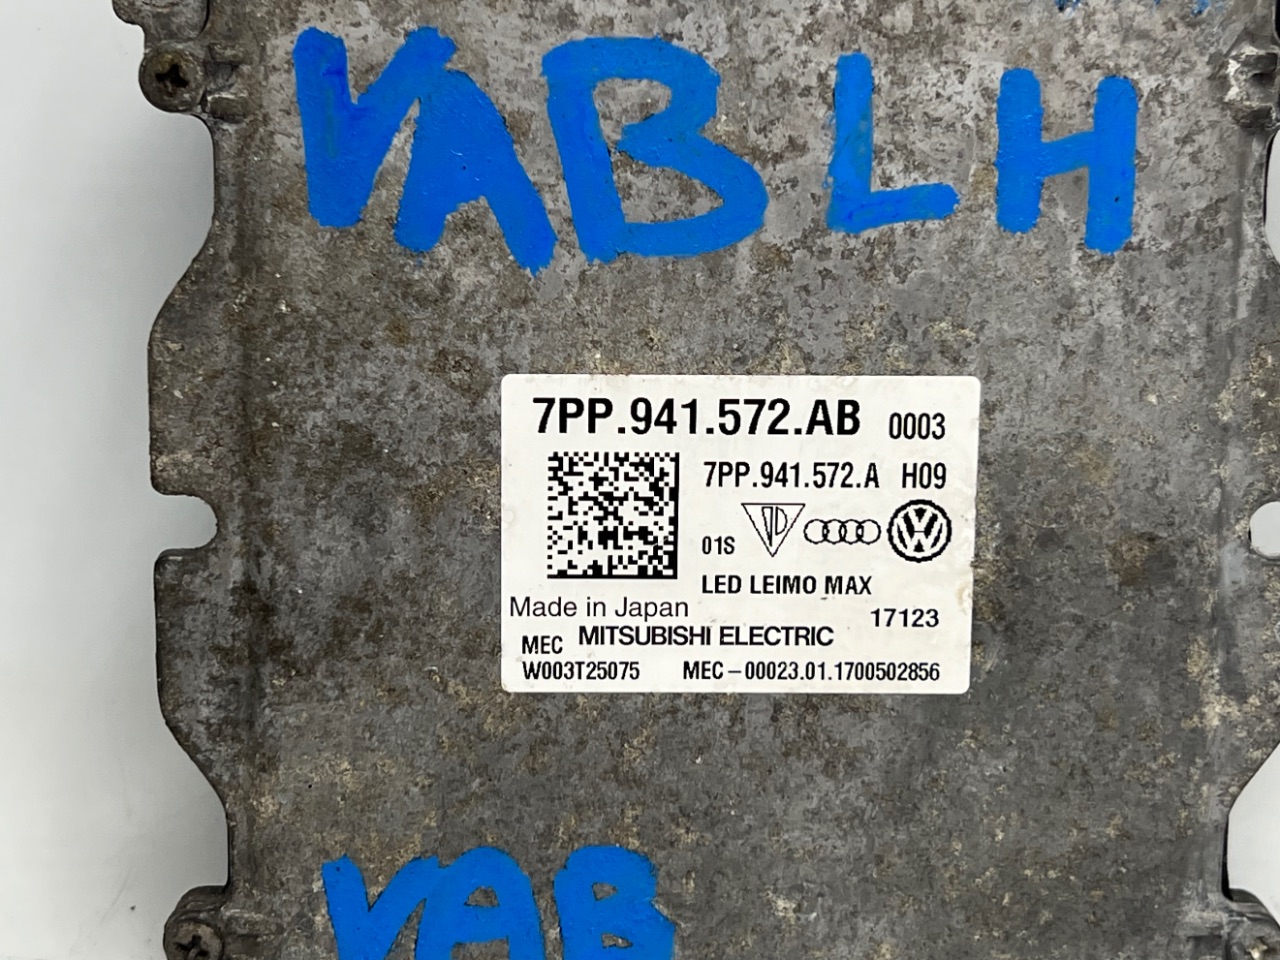 VAB LH
7PP.941.572.AB 0003
7PP.941.572.A H09
01S
LED LEIMO MAX
Made in Japan 17123
MEC MITSUBISHI ELECTRIC
W003T25075 MEC-00023.01.1700502856
VAB